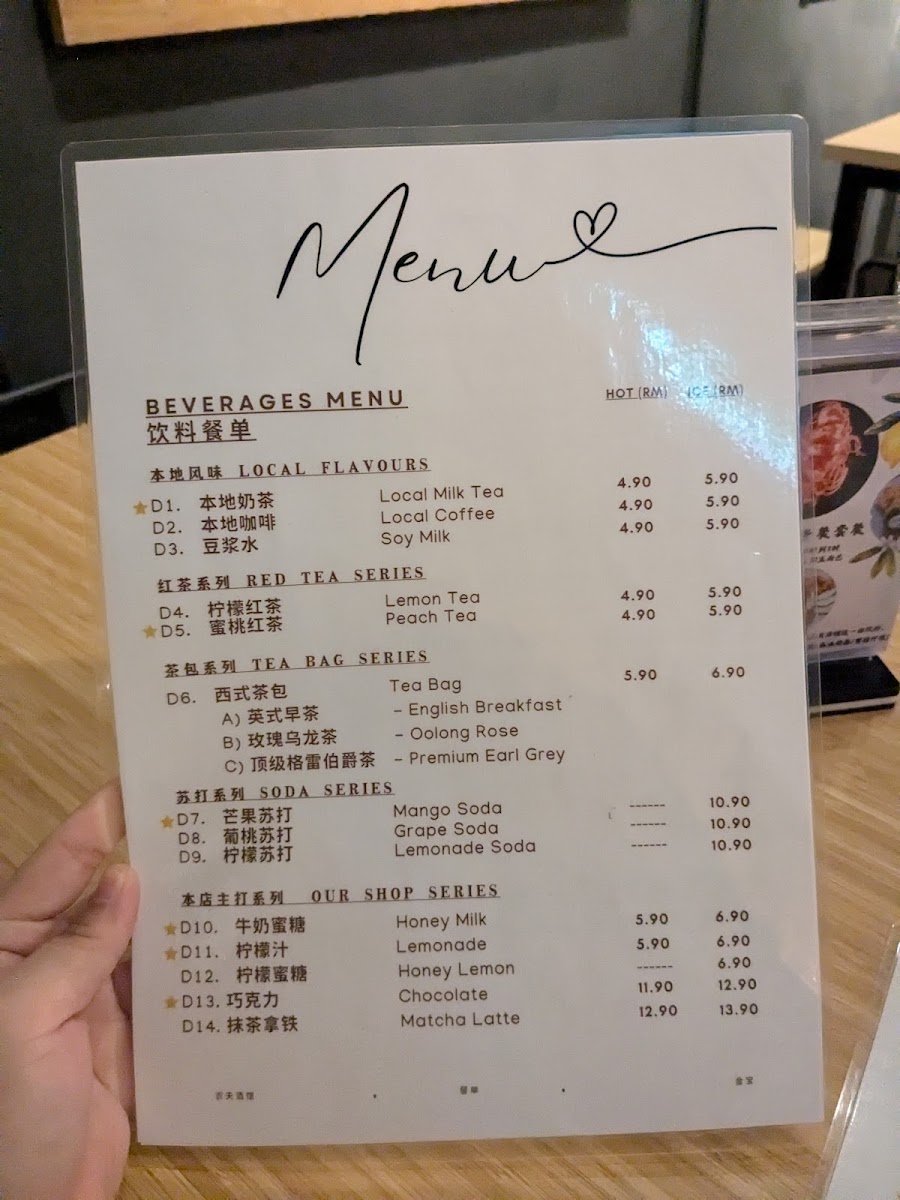 Menu
BEVERAGES MENU HOT (RM) ICE (RM)
饮料餐单
本地风味 LOCAL FLAVOURS
D1. 本地奶茶 Local Milk Tea 4.90 5.90
D2. 本地咖啡 Local Coffee 4.90 5.90
D3. 豆浆水 Soy Milk 4.90 5.90
红茶系列 RED TEA SERIES
D4. 柠檬红茶 Lemon Tea 4.90 5.90
D5. 蜜桃红茶 Peach Tea 4.90 5.90
茶包系列 TEA BAG SERIES
D6. 西式茶包 Tea Bag 5.90 6.90
A) 英式早茶 - English Breakfast
B) 玫瑰乌龙茶 - Oolong Rose
C) 顶级格雷伯爵茶 - Premium Earl Grey
苏打系列 SODA SERIES
D7. 芒果苏打 Mango Soda ------ 10.90
D8. 葡桃苏打 Grape Soda ------ 10.90
D9. 柠檬苏打 Lemonade Soda ------ 10.90
本店主打系列 OUR SHOP SERIES
D10. 牛奶蜜糖 Honey Milk 5.90 6.90
D11. 柠檬汁 Lemonade 5.90 6.90
D12. 柠檬蜜糖 Honey Lemon ------ 6.90
D13. 巧克力 Chocolate 11.90 12.90
D14. 抹茶拿铁 Matcha Latte 12.90 13.90
餐单 金宝